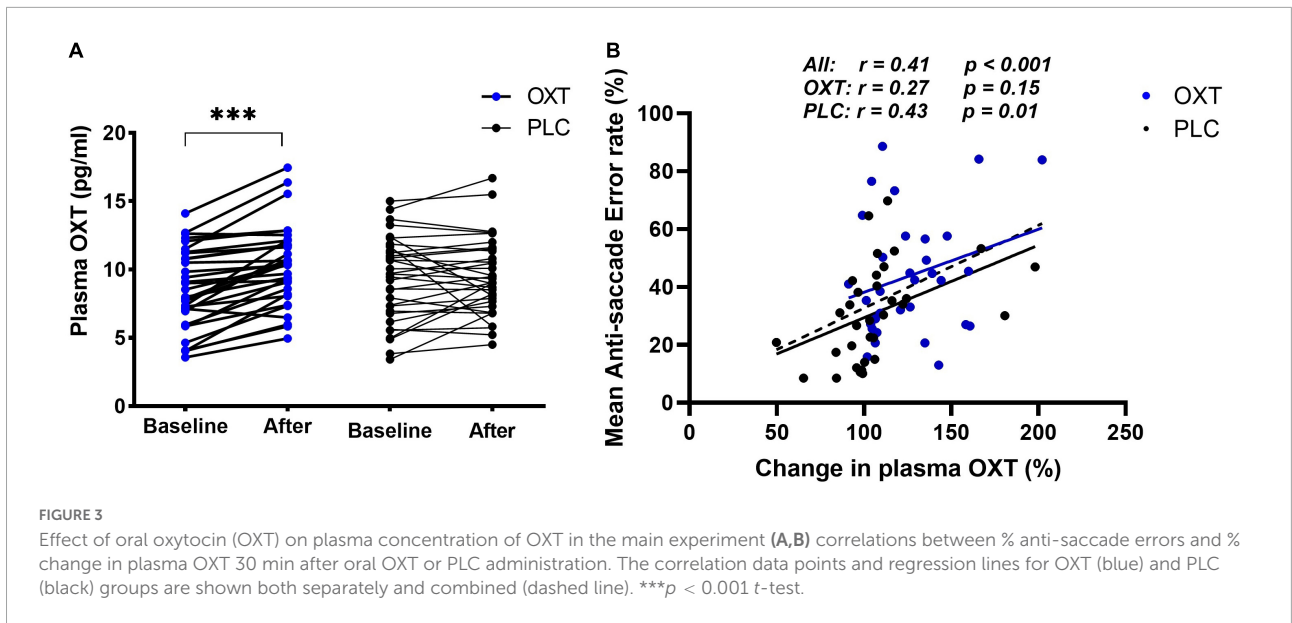 A
***
OXT
PLC
Plasma OXT (pg/ml)
20
15
10
5
0
Baseline After Baseline After
B
All: r = 0.41 p < 0.001
OXT: r = 0.27 p = 0.15
PLC: r = 0.43 p = 0.01
OXT
PLC
Mean Anti-saccade Error rate (%)
100
80
60
40
20
0
0 50 100 150 200 250
Change in plasma OXT (%)
FIGURE 3
Effect of oral oxytocin (OXT) on plasma concentration of OXT in the main experiment (A,B) correlations between % anti-saccade errors and %
change in plasma OXT 30 min after oral OXT or PLC administration. The correlation data points and regression lines for OXT (blue) and PLC
(black) groups are shown both separately and combined (dashed line). ***p < 0.001 t-test.